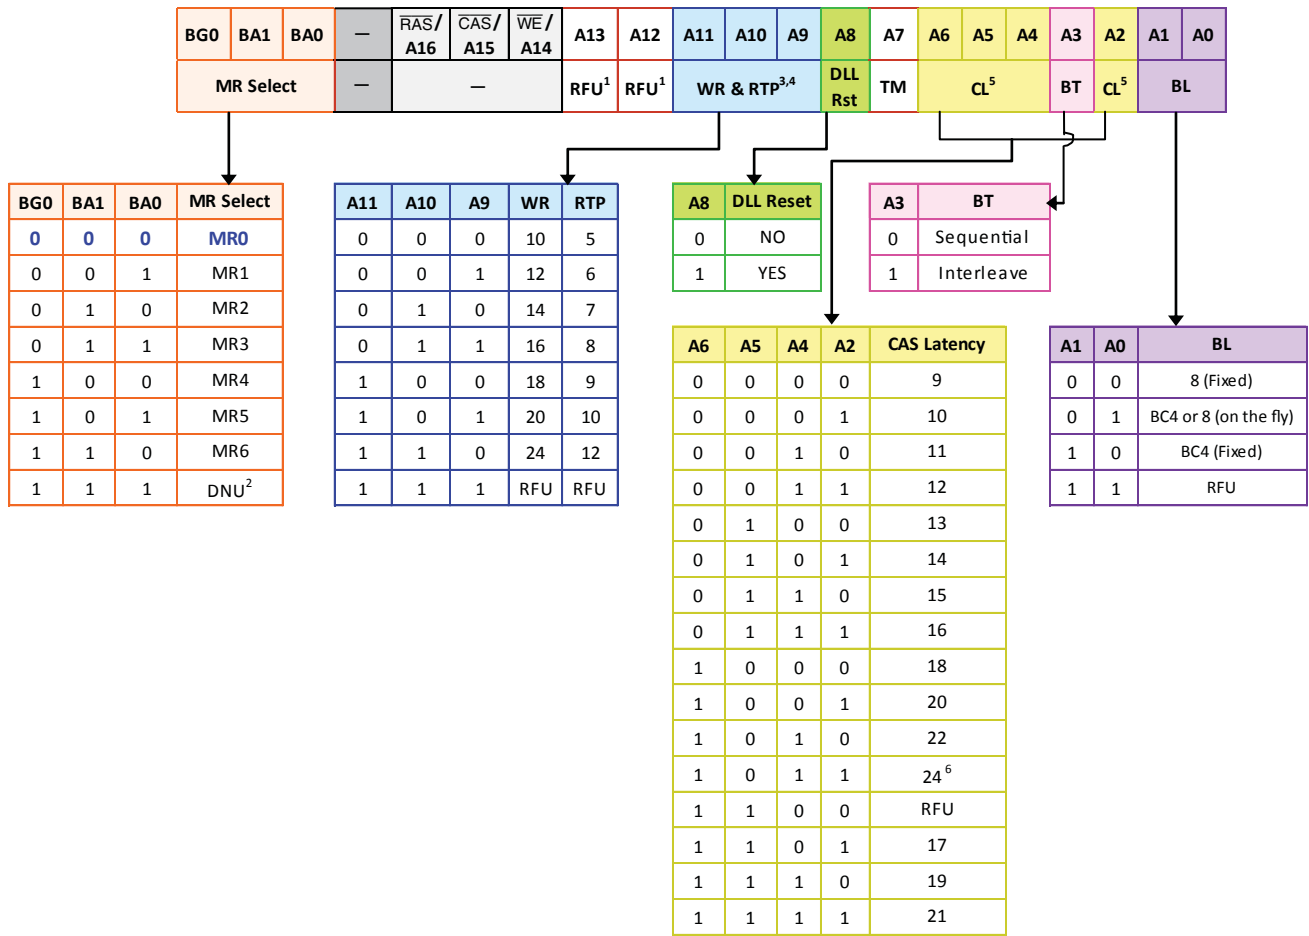 BG0 BA1 BA0 — RAS/ A16 CAS/ A15 WE/ A14 A13 A12 A11 A10 A9 A8 A7 A6 A5 A4 A3 A2 A1 A0
MR Select — — RFU1 RFU1 WR & RTP3,4 DLL Rst TM CL5 BT CL5 BL
BG0 BA1 BA0 MR Select
0 0 0 MR0
0 0 1 MR1
0 1 0 MR2
0 1 1 MR3
1 0 0 MR4
1 0 1 MR5
1 1 0 MR6
1 1 1 DNU2
A11 A10 A9 WR RTP
0 0 0 10 5
0 0 1 12 6
0 1 0 14 7
0 1 1 16 8
1 0 0 18 9
1 0 1 20 10
1 1 0 24 12
1 1 1 RFU RFU
A8 DLL Reset
0 NO
1 YES
A3 BT
0 Sequential
1 Interleave
A6 A5 A4 A2 CAS Latency
0 0 0 0 9
0 0 0 1 10
0 0 1 0 11
0 0 1 1 12
0 1 0 0 13
0 1 0 1 14
0 1 1 0 15
0 1 1 1 16
1 0 0 0 18
1 0 0 1 20
1 0 1 0 22
1 0 1 1 24 6
1 1 0 0 RFU
1 1 0 1 17
1 1 1 0 19
1 1 1 1 21
A1 A0 BL
0 0 8 (Fixed)
0 1 BC4 or 8 (on the fly)
1 0 BC4 (Fixed)
1 1 RFU